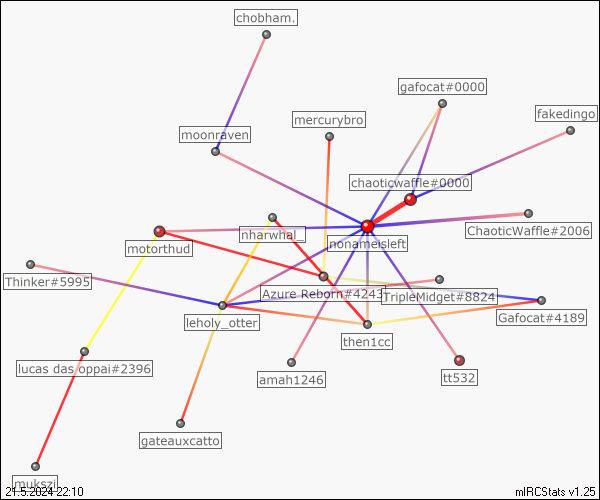 chobham.
gafocat#0000
fakedingo
mercurybro
moonraven
chaoticwaffle#0000
nharwhal_
ChaoticWaffle#2006
nonameisleft
motorthud
Thinker#5995
Azure Reborn#4243
TripleMidget#8824
Gafocat#4189
leholy_otter
then1cc
lucas das oppai#2396
amah1246
tt532
gateauxcatto
mukszi
21.5.2024 22:10
mIRCStats v1.25